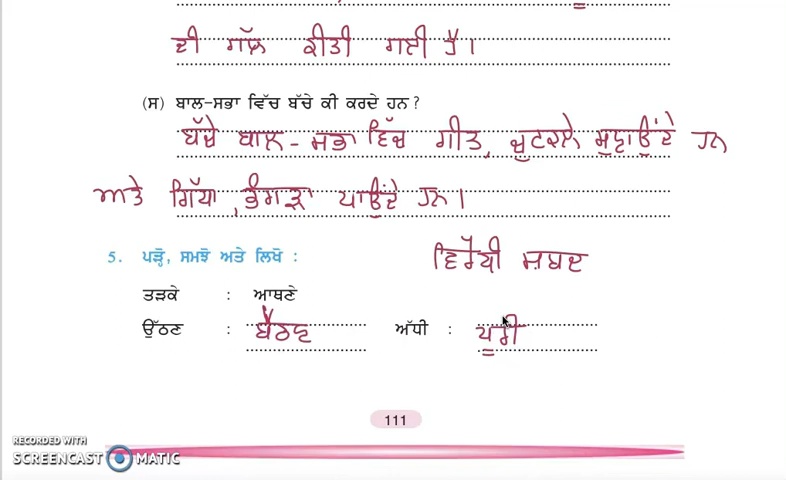 ਦੀ ਗੱਲ ਕੀਤੀ ਗਈ ਹੈ।
(ਸ) ਬਾਲ-ਸਭਾ ਵਿੱਚ ਬੱਚੇ ਕੀ ਕਰਦੇ ਹਨ?
ਬੱਚੇ ਬਾਲ-ਸਭਾ ਵਿੱਚ ਗੀਤ, ਚੁਟਕਲੇ ਸੁਣਾਉਂਦੇ ਹਨ
ਅਤੇ ਗਿੱਧਾ, ਭੰਗੜਾ ਪਾਉਂਦੇ ਹਨ।
5. ਪੜ੍ਹੋ, ਸਮਝੋ ਅਤੇ ਲਿਖੋ : ਵਿਰੋਧੀ ਸ਼ਬਦ
ਤੜਕੇ : ਆਥਣੇ
ਉੱਠਣ : ਬੈਠਣ ਅੱਧੀ : ਪੂਰੀ
111
RECORDED WITH
SCREENCAST MATIC